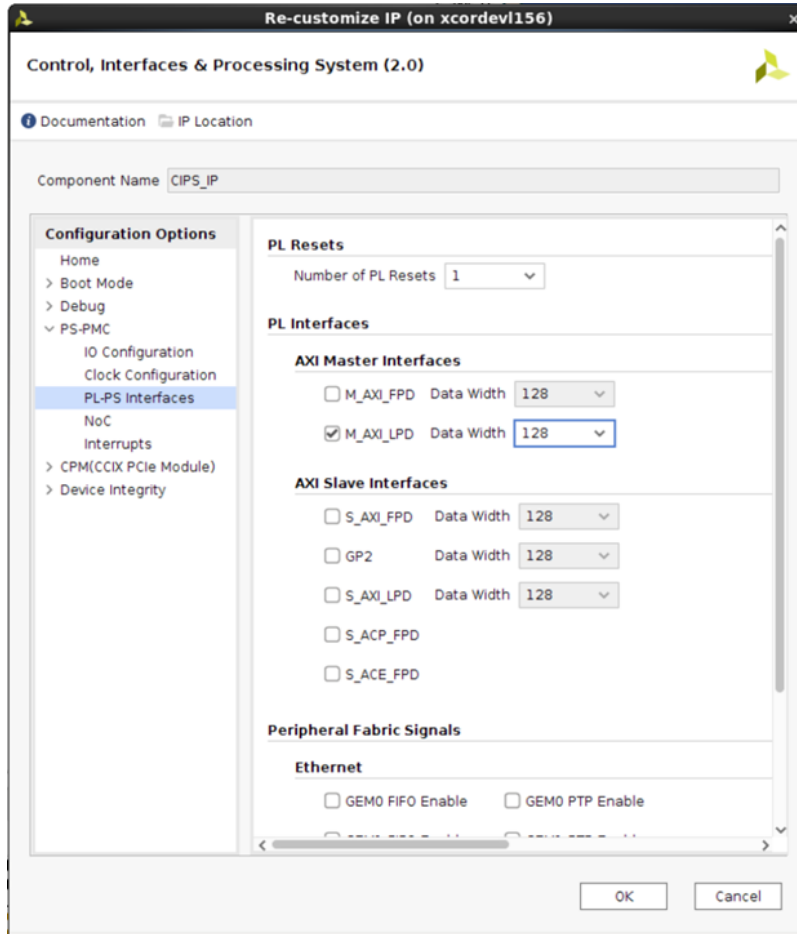 Re-customize IP (on xcordevl156)
Control, Interfaces & Processing System (2.0)
Documentation IP Location
Component Name CIPS_IP
Configuration Options
Home
Boot Mode
Debug
PS-PMC
IO Configuration
Clock Configuration
PL-PS Interfaces
NoC
Interrupts
CPM(CCIX PCIe Module)
Device Integrity
PL Resets
Number of PL Resets 1
PL Interfaces
AXI Master Interfaces
M_AXI_FPD Data Width 128
M_AXI_LPD Data Width 128
AXI Slave Interfaces
S_AXI_FPD Data Width 128
GP2 Data Width 128
S_AXI_LPD Data Width 128
S_ACP_FPD
S_ACE_FPD
Peripheral Fabric Signals
Ethernet
GEM0 FIFO Enable GEM0 PTP Enable
OK Cancel